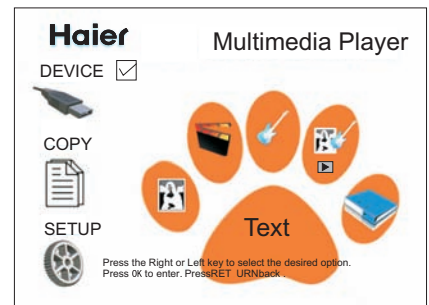 Haier
Multimedia Player
DEVICE
COPY
SETUP
Text
Press the Right or Left key to select the desired option.
Press OK to enter. PressRET URNback .